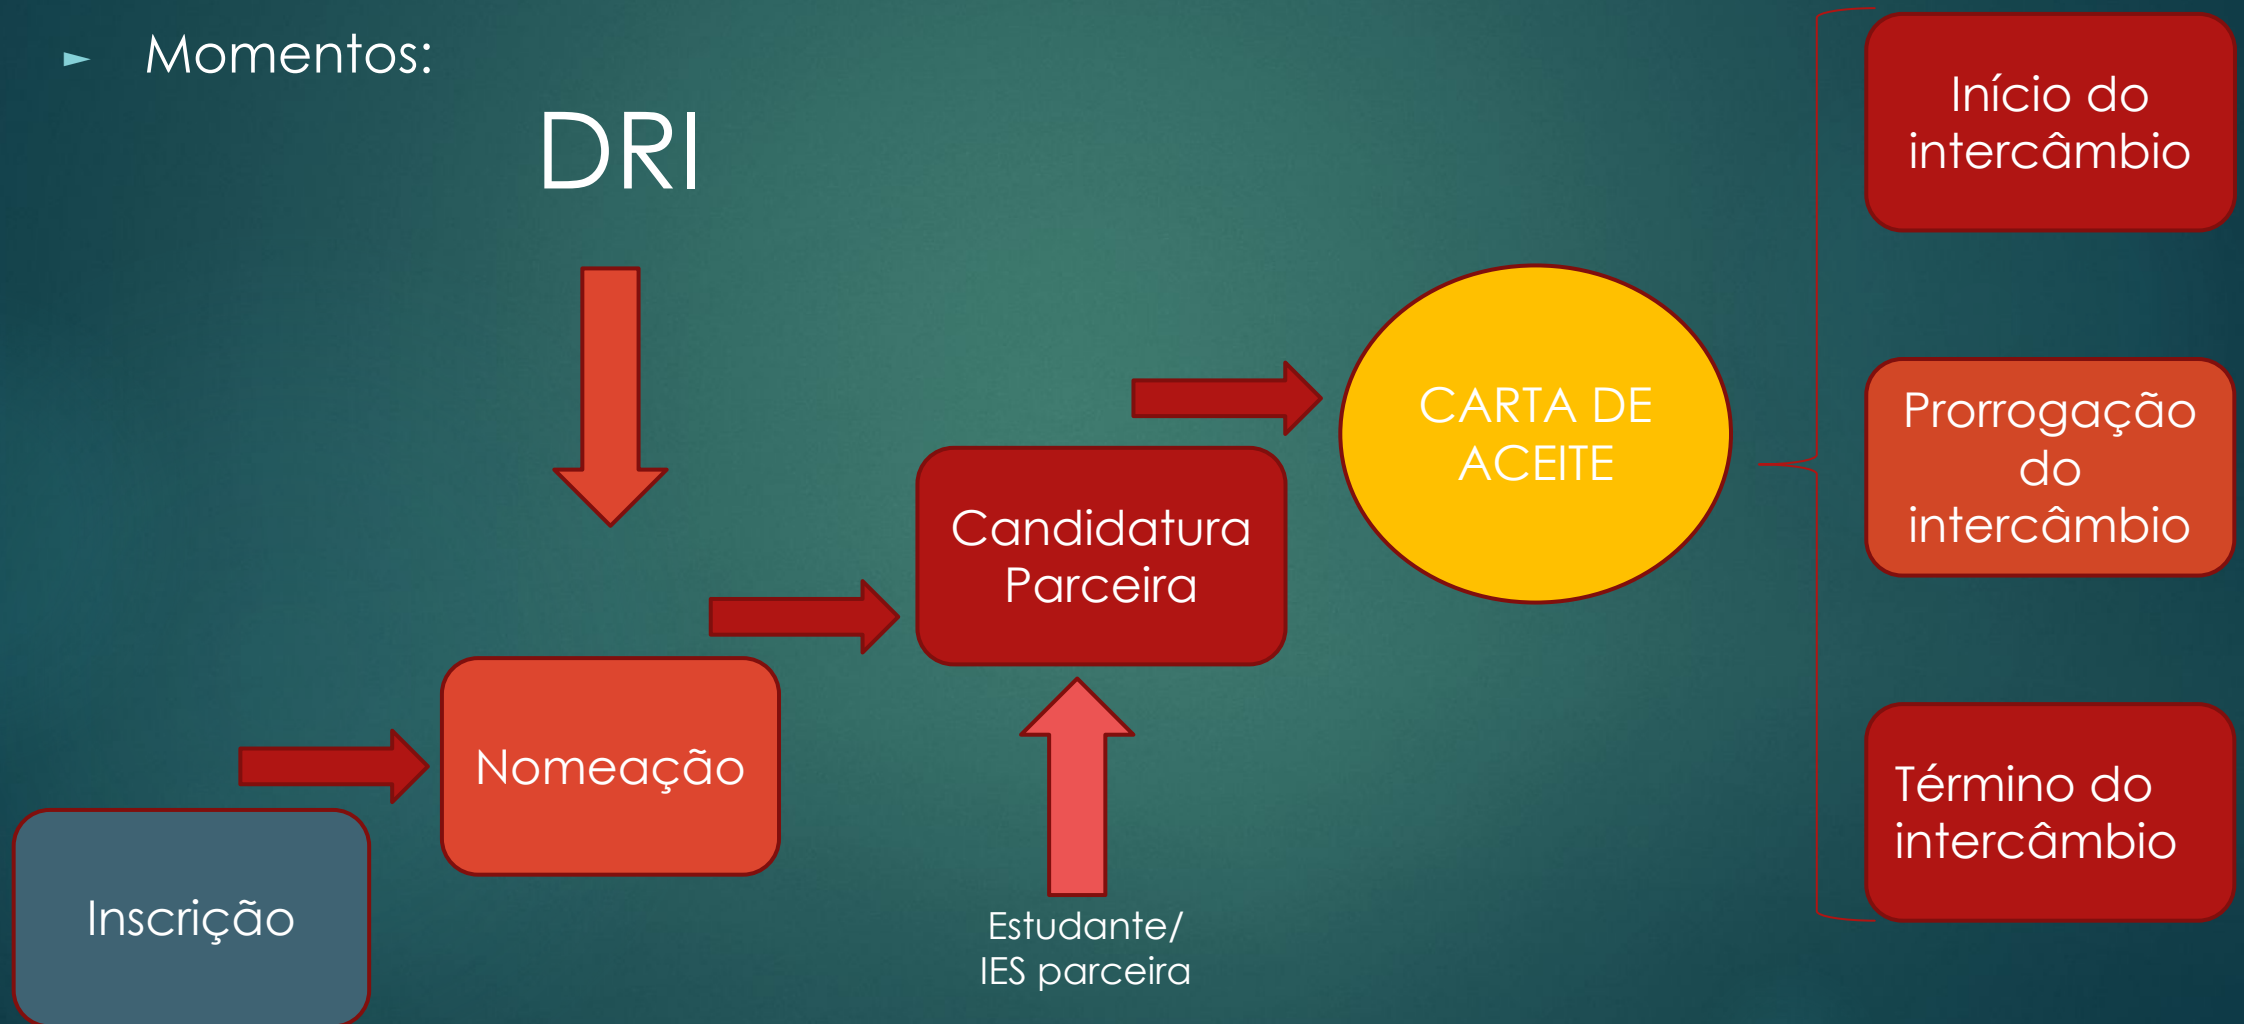 Momentos:
DRI
Inscrição
Nomeação
Candidatura
Parceira
Estudante/
IES parceira
CARTA DE
ACEITE
Início do
intercâmbio
Prorrogação
do
intercâmbio
Término do
intercâmbio